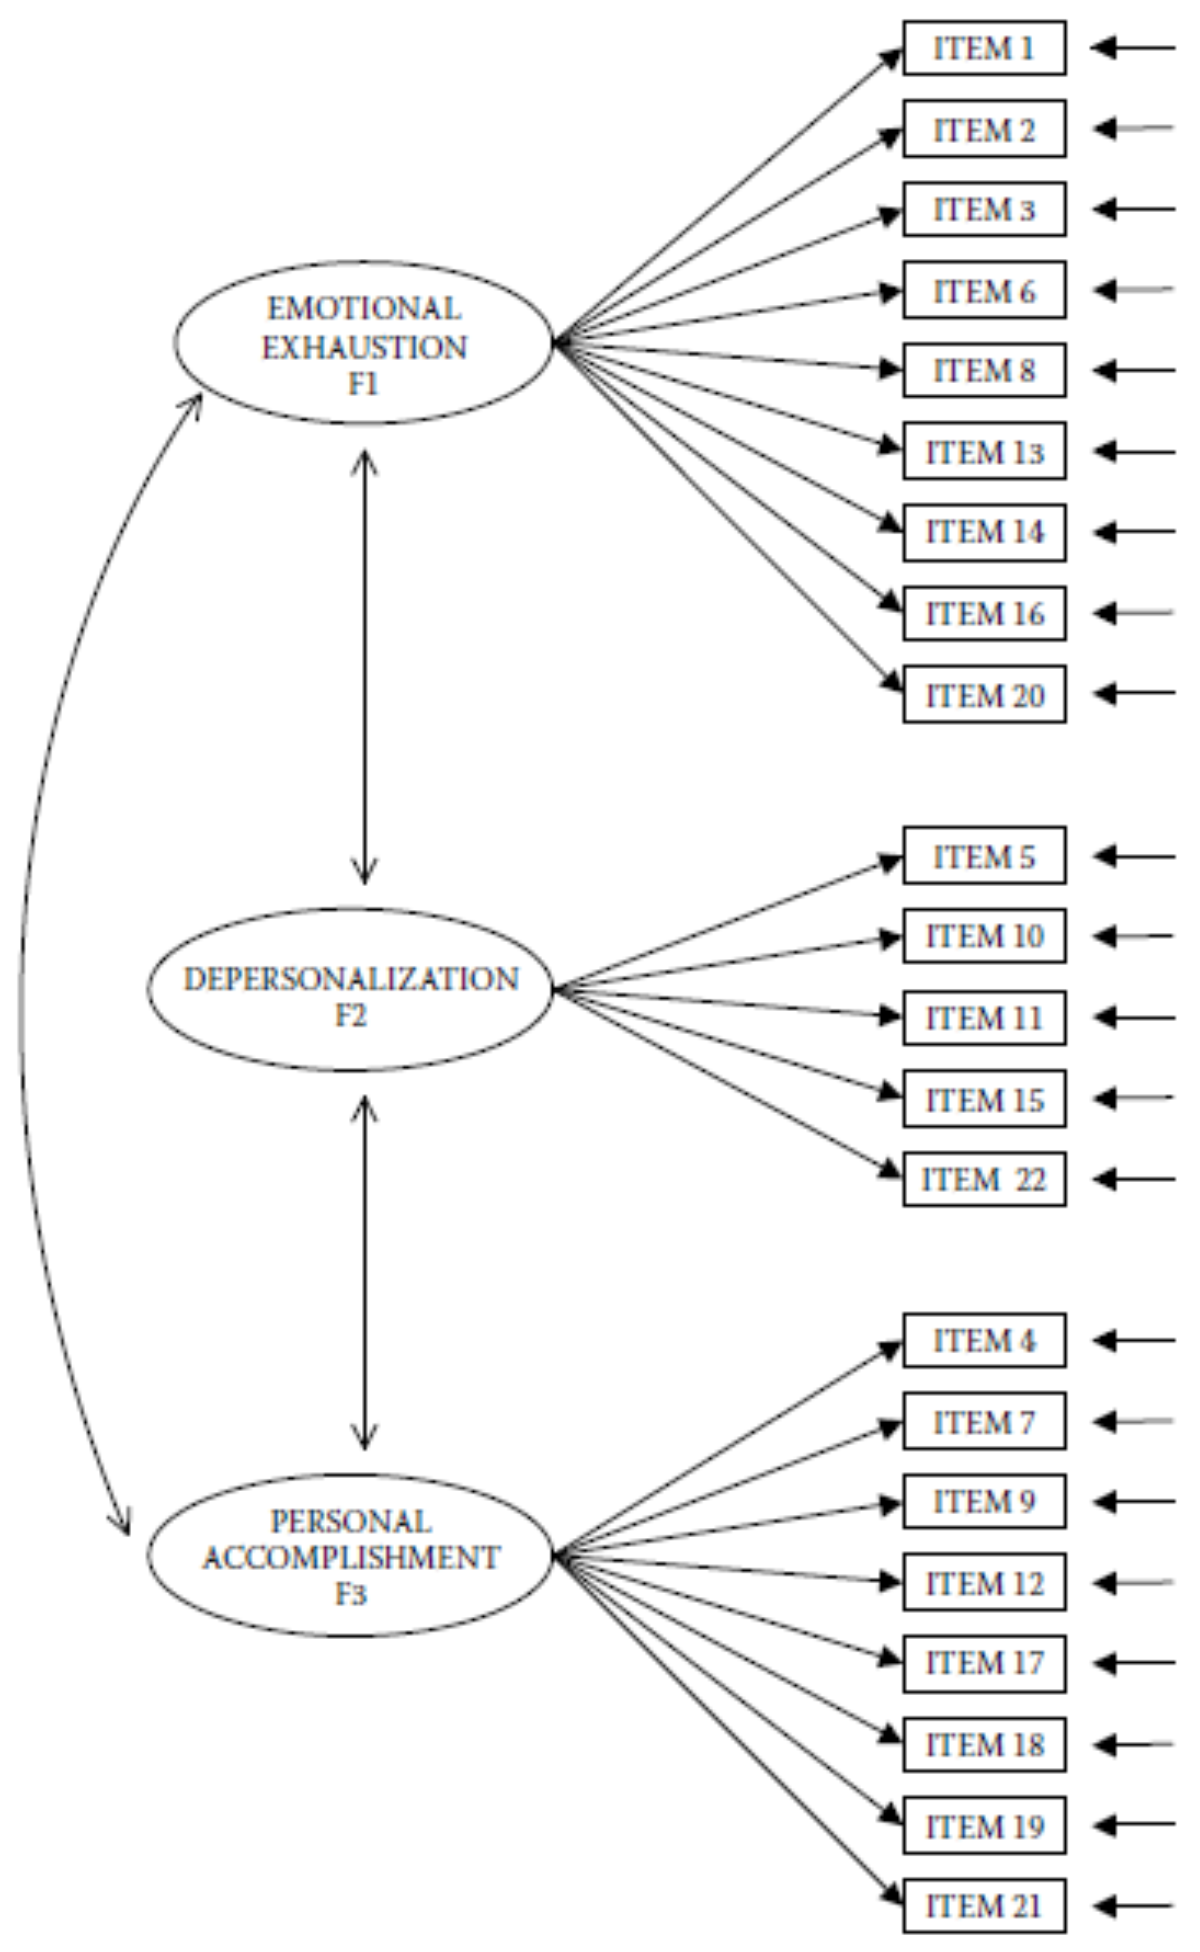 ITEM 1
ITEM 2
ITEM 3
ITEM 6
ITEM 8
ITEM 13
ITEM 14
ITEM 16
ITEM 20
EMOTIONAL
EXHAUSTION
F1
ITEM 5
ITEM 10
ITEM 11
ITEM 15
ITEM 22
DEPERSONALIZATION
F2
ITEM 4
ITEM 7
ITEM 9
ITEM 12
ITEM 17
ITEM 18
ITEM 19
ITEM 21
PERSONAL
ACCOMPLISHMENT
F3